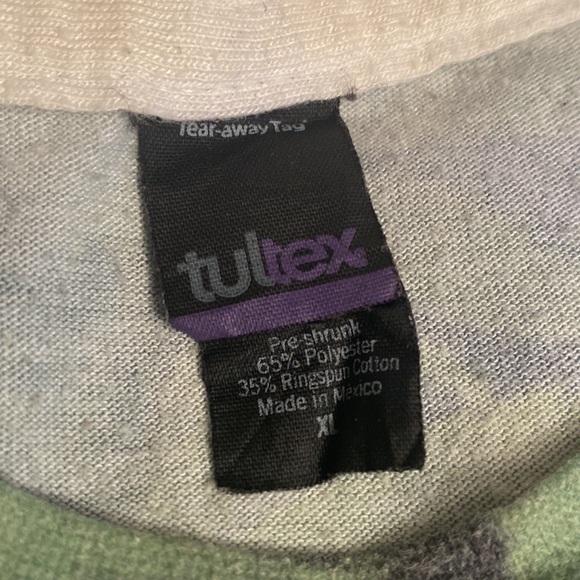 Tear-away Tag
tultex
Pre-shrunk
65% Polyester
35% Ringspun Cotton
Made in Mexico
XL